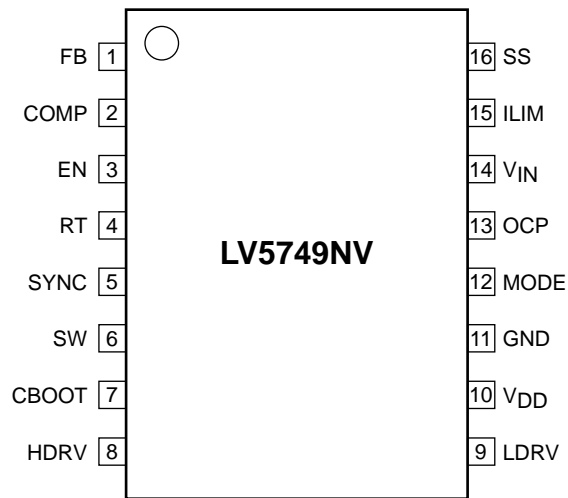 FB 1 16 SS
COMP 2 15 ILIM
EN 3 14 VIN
RT 4 13 OCP
LV5749NV
SYNC 5 12 MODE
SW 6 11 GND
CBOOT 7 10 VDD
HDRV 8 9 LDRV